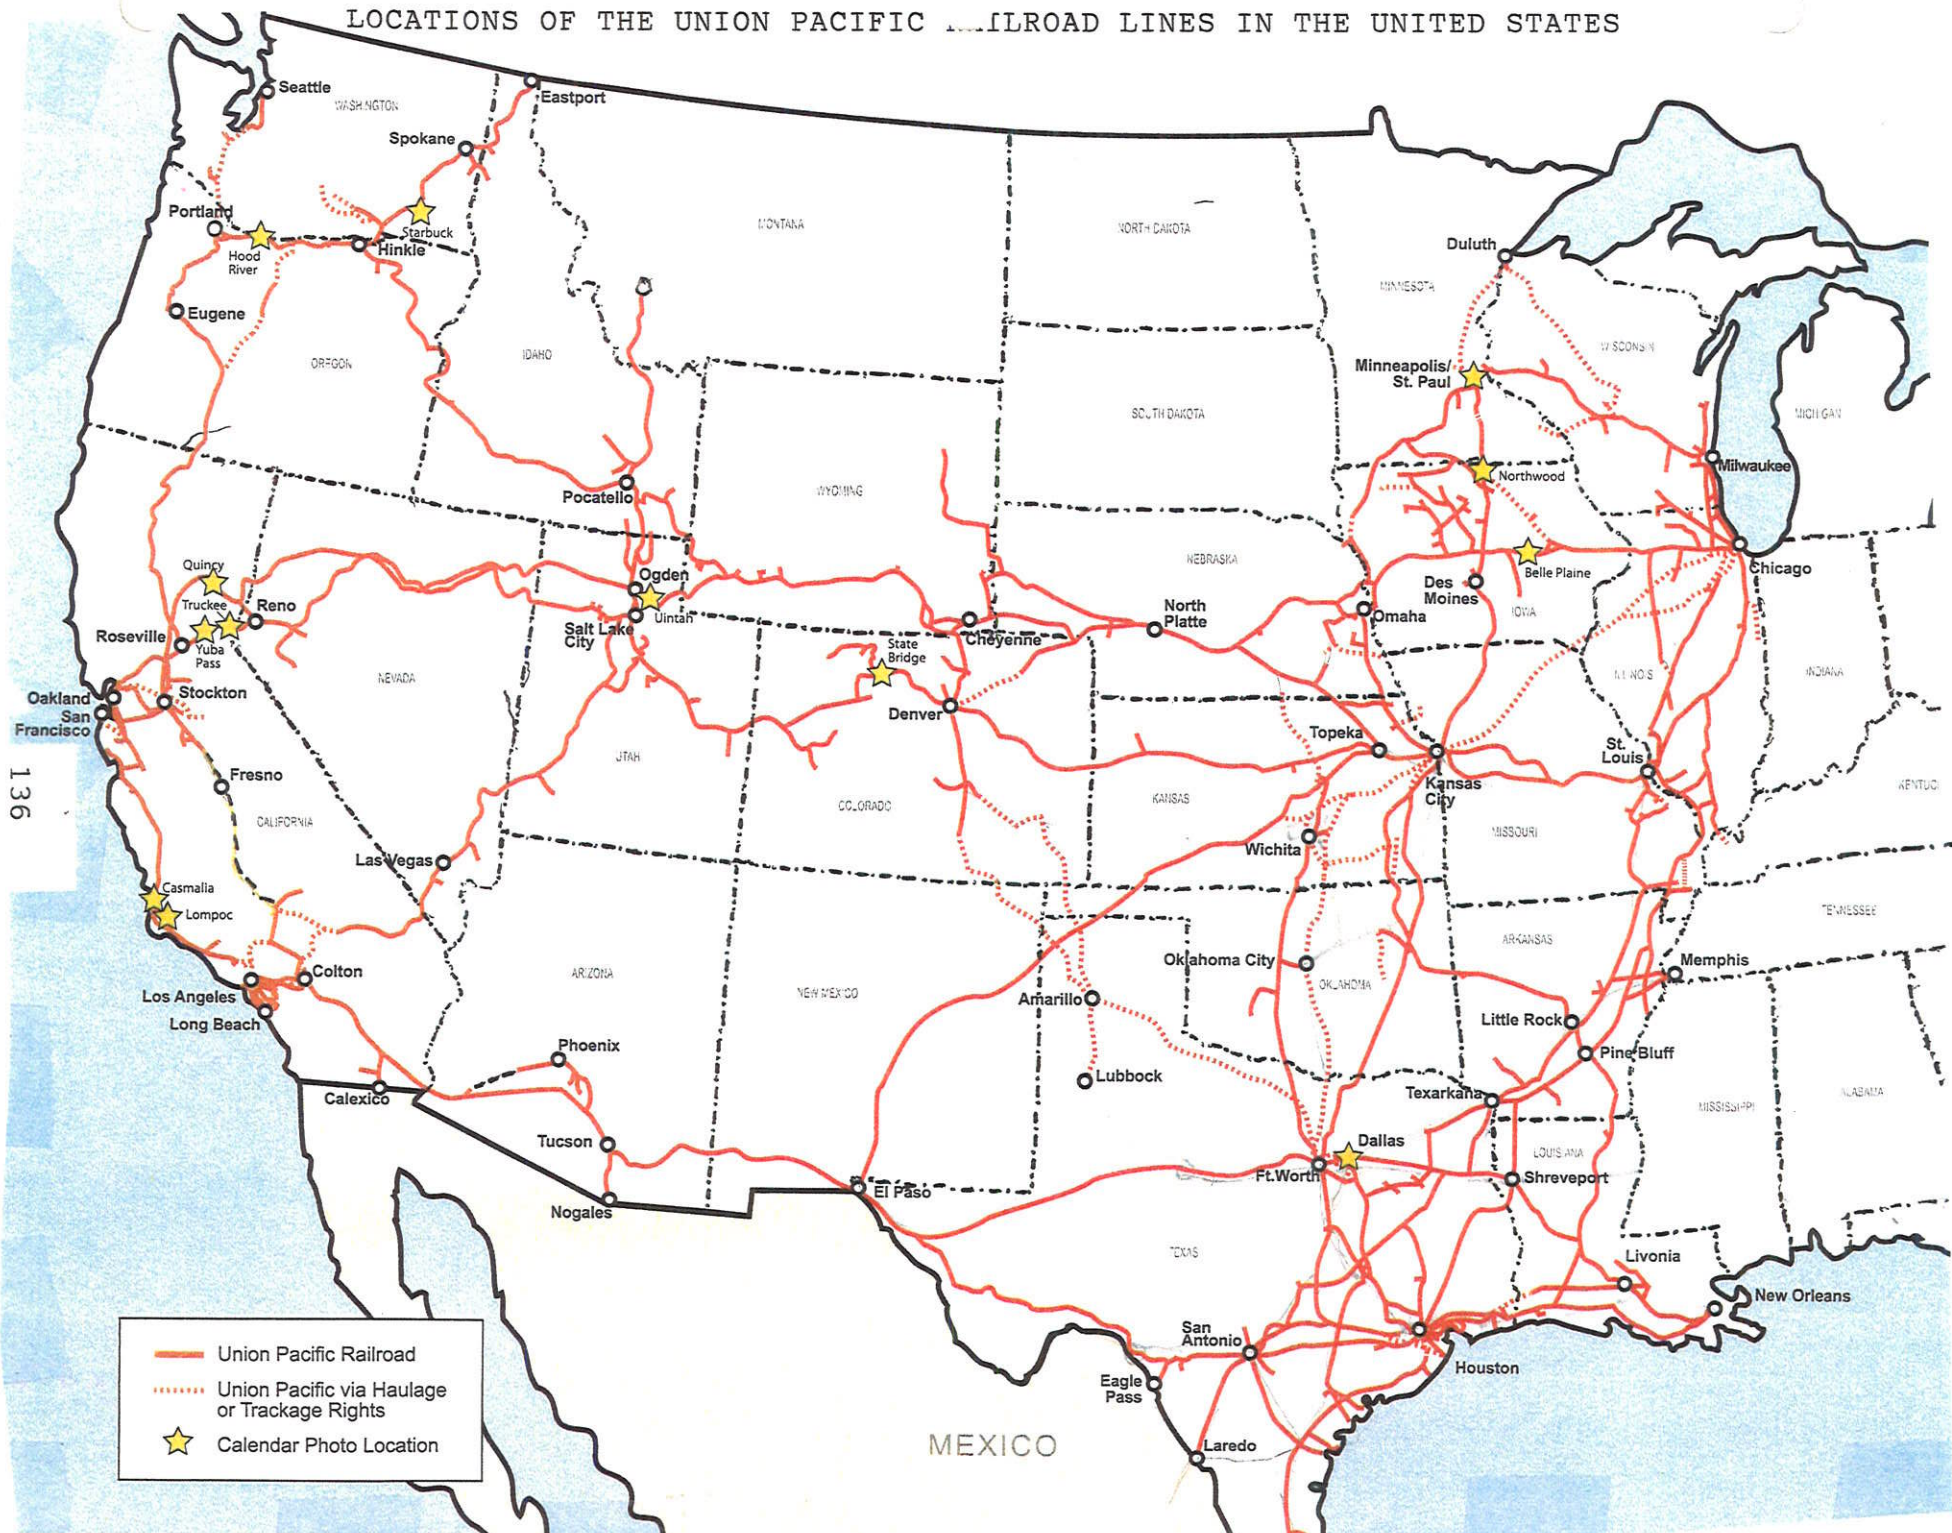 LOCATIONS OF THE UNION PACIFIC ILROAD LINES IN THE UNITED STATES
Seattle
WASHINGTON
Eastport
Spokane
Portland
Starbuck
Hood
River
Hinkle
MONTANA
NORTH DAKOTA
Duluth
MINNESOTA
Eugene
OREGON
IDAHO
WISCONSIN
Minneapolis/
St. Paul
SOUTH DAKOTA
MICHIGAN
Milwaukee
Northwood
Pocatello
WYOMING
NEBRASKA
Quincy
Ogden
Belle Plaine
Chicago
Des
Moines
IOWA
Truckee
Reno
Uintah
North
Platte
Omaha
Roseville
Yuba
Pass
Salt Lake
City
Cheyenne
State
Bridge
NEVADA
ILLINOIS
INDIANA
Oakland
San
Francisco
Stockton
Denver
Topeka
St.
Louis
UTAH
Fresno
CALIFORNIA
COLORADO
KANSAS
Kansas
City
KENTUC
MISSOURI
136
Las Vegas
Wichita
Casmalia
Lompoc
TENNESSEE
ARKANSAS
Colton
ARIZONA
NEW MEXICO
Oklahoma City
OKLAHOMA
Memphis
Los Angeles
Long Beach
Amarillo
Little Rock
Phoenix
Pine Bluff
Lubbock
Calexico
Texarkana
MISSISSIPPI
ALABAMA
Tucson
Dallas
LOUISIANA
Ft.Worth
Shreveport
El Paso
Nogales
TEXAS
Livonia
New Orleans
San
Antonio
Houston
Eagle
Pass
Laredo
MEXICO
Union Pacific Railroad
Union Pacific via Haulage
or Trackage Rights
Calendar Photo Location